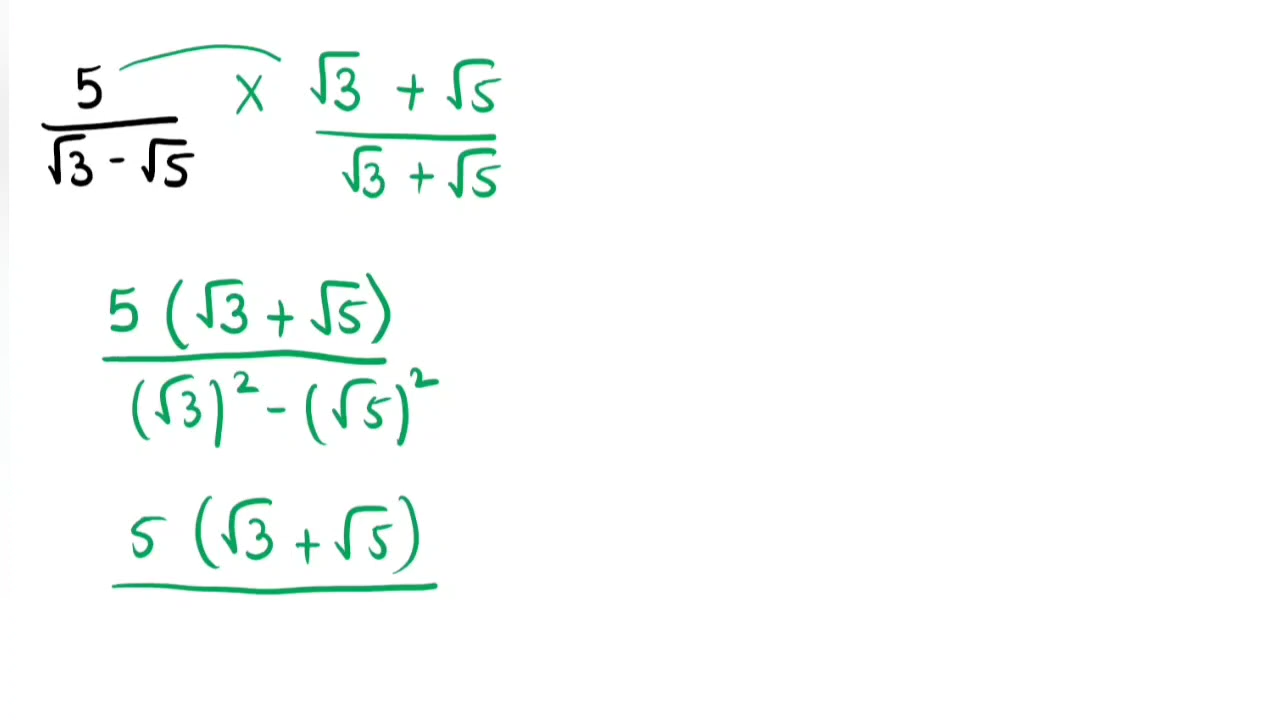 5 × √3 + √5
√3 - √5 √3 + √5
5 (√3 + √5)
(√3)² - (√5)²
5 (√3 + √5)